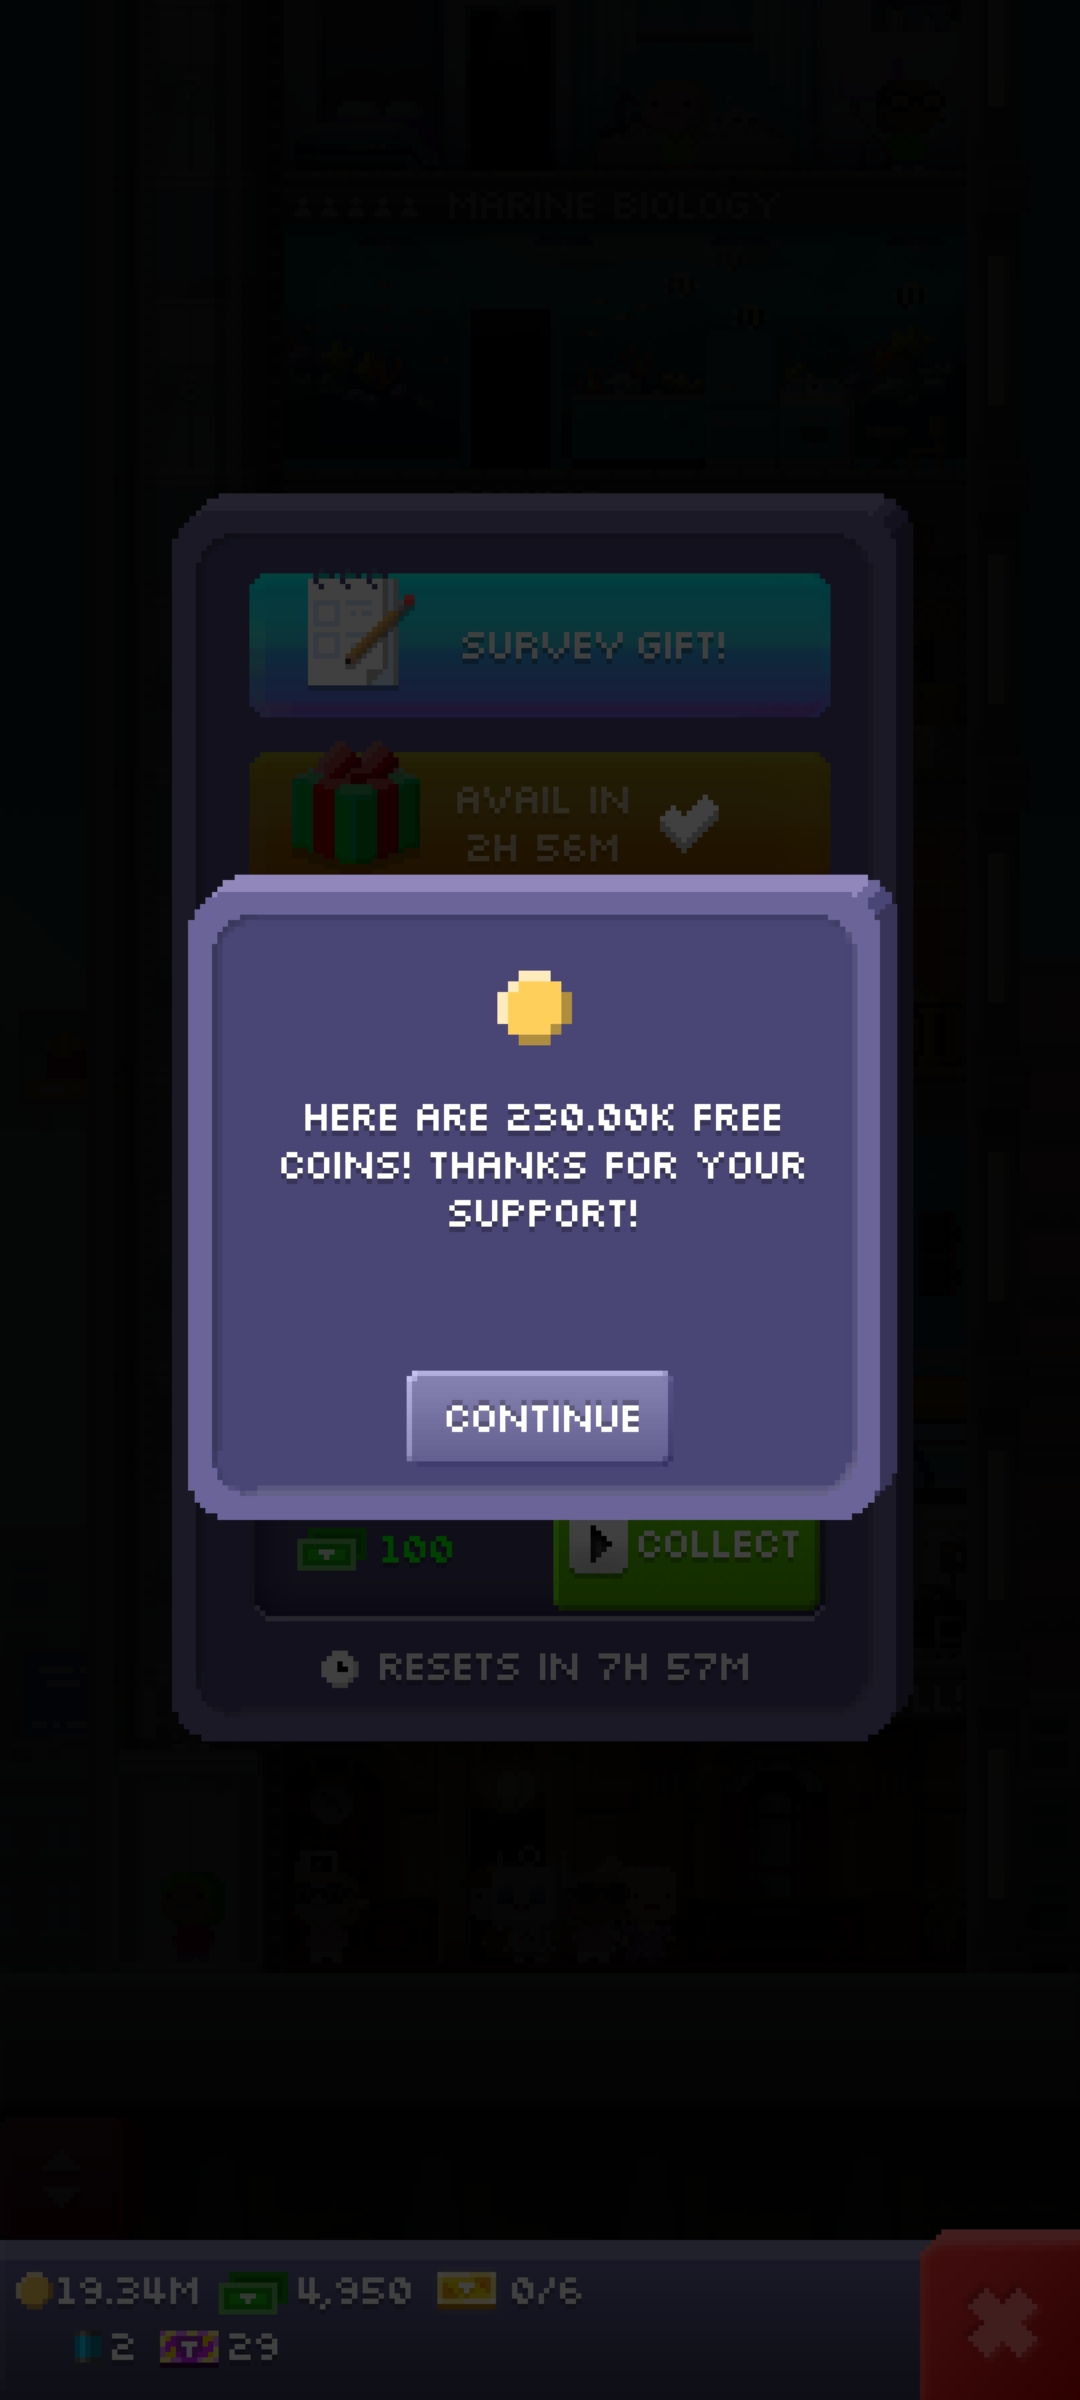 MARINE BIOLOGY
SURVEY GIFT!
AVAIL IN
2H 56M
HERE ARE 230.00K FREE
COINS! THANKS FOR YOUR
SUPPORT!
CONTINUE
100
COLLECT
RESETS IN 7H 57M
19.34M 4,950 0/6
2 29